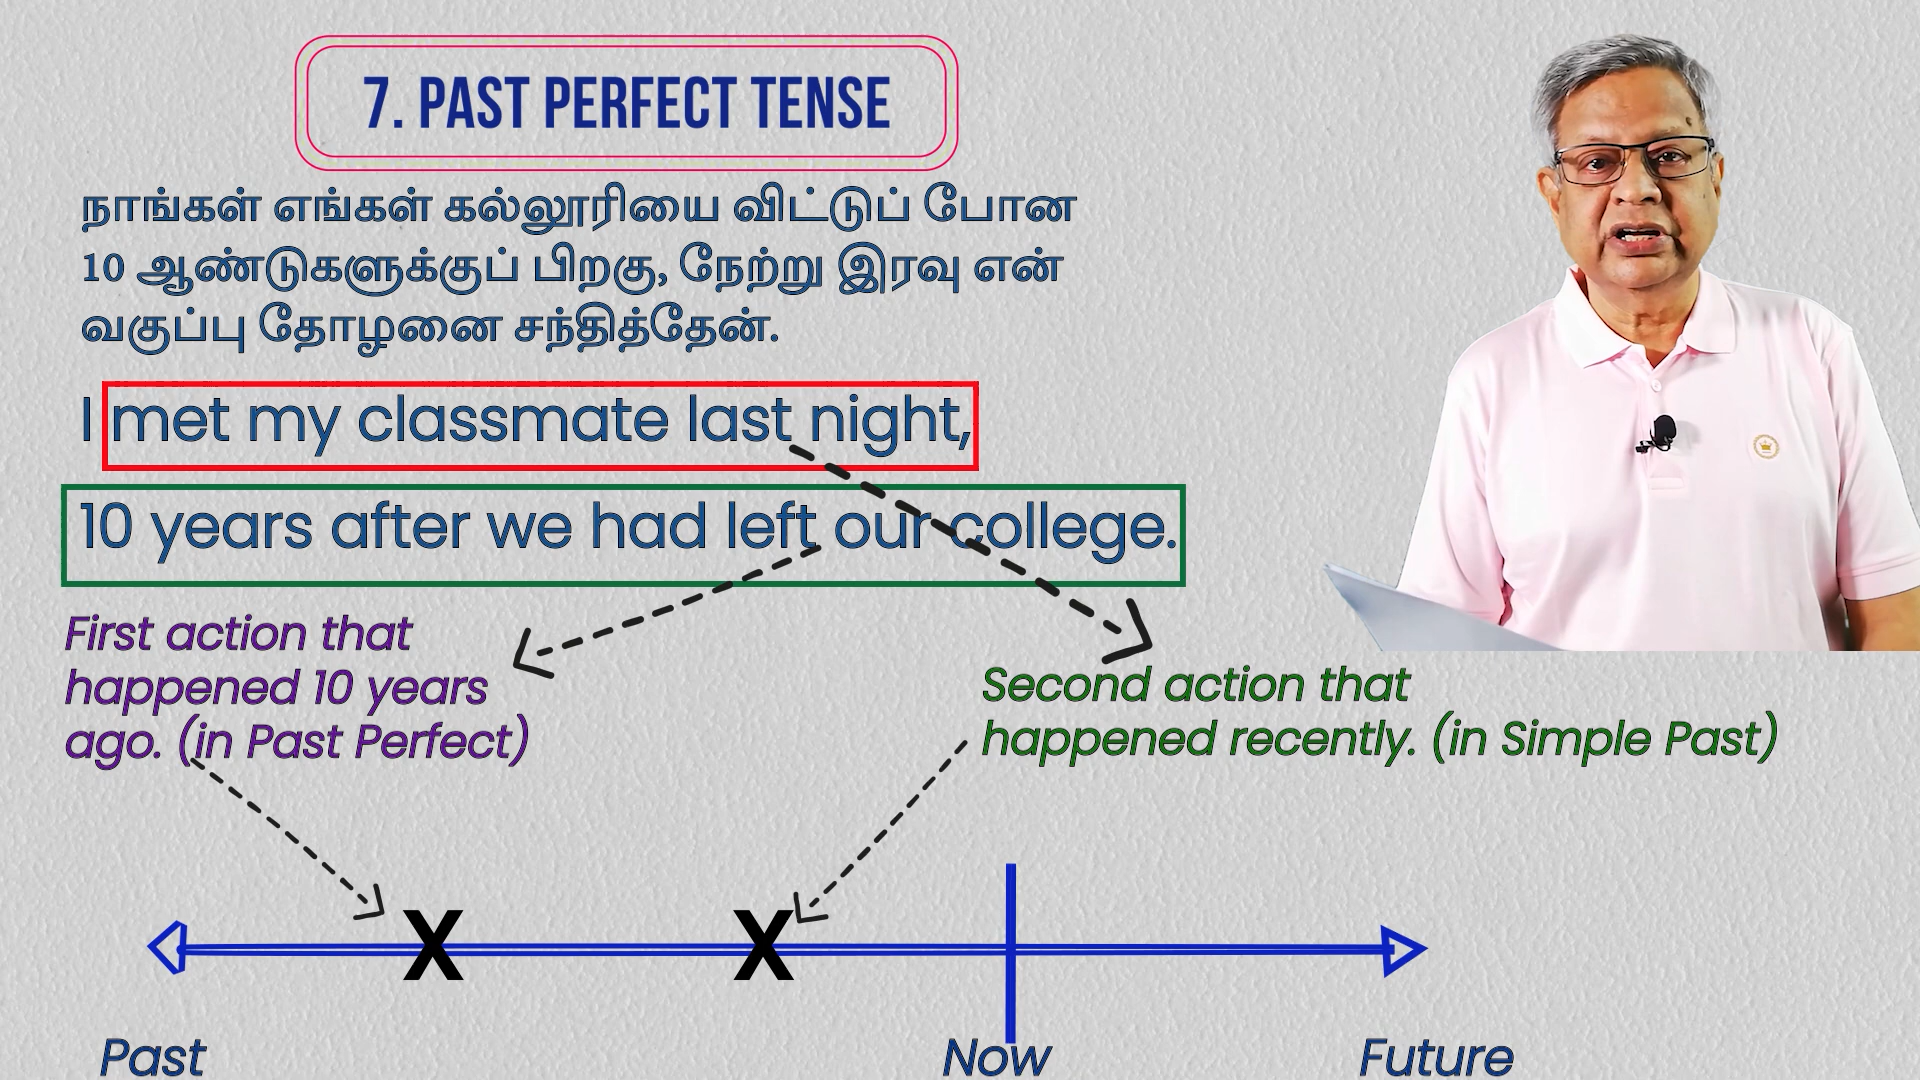 7. PAST PERFECT TENSE
நாங்கள் எங்கள் கல்லூரியை விட்டுப் போன
10 ஆண்டுகளுக்குப் பிறகு, நேற்று இரவு என்
வகுப்பு தோழனை சந்தித்தேன்.
I met my classmate last night,
10 years after we had left our college.
First action that
happened 10 years
ago. (in Past Perfect)
Second action that
happened recently. (in Simple Past)
X X
Past Now Future